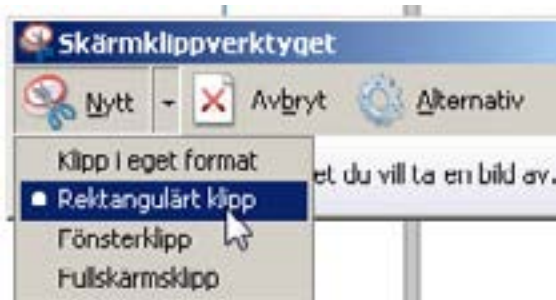 Skärmklippverktyget
Nytt Avbryt Alternativ
Klipp i eget format
et du vill ta en bild av.
Rektangulärt klipp
Fönsterklipp
Fullskärmsklipp